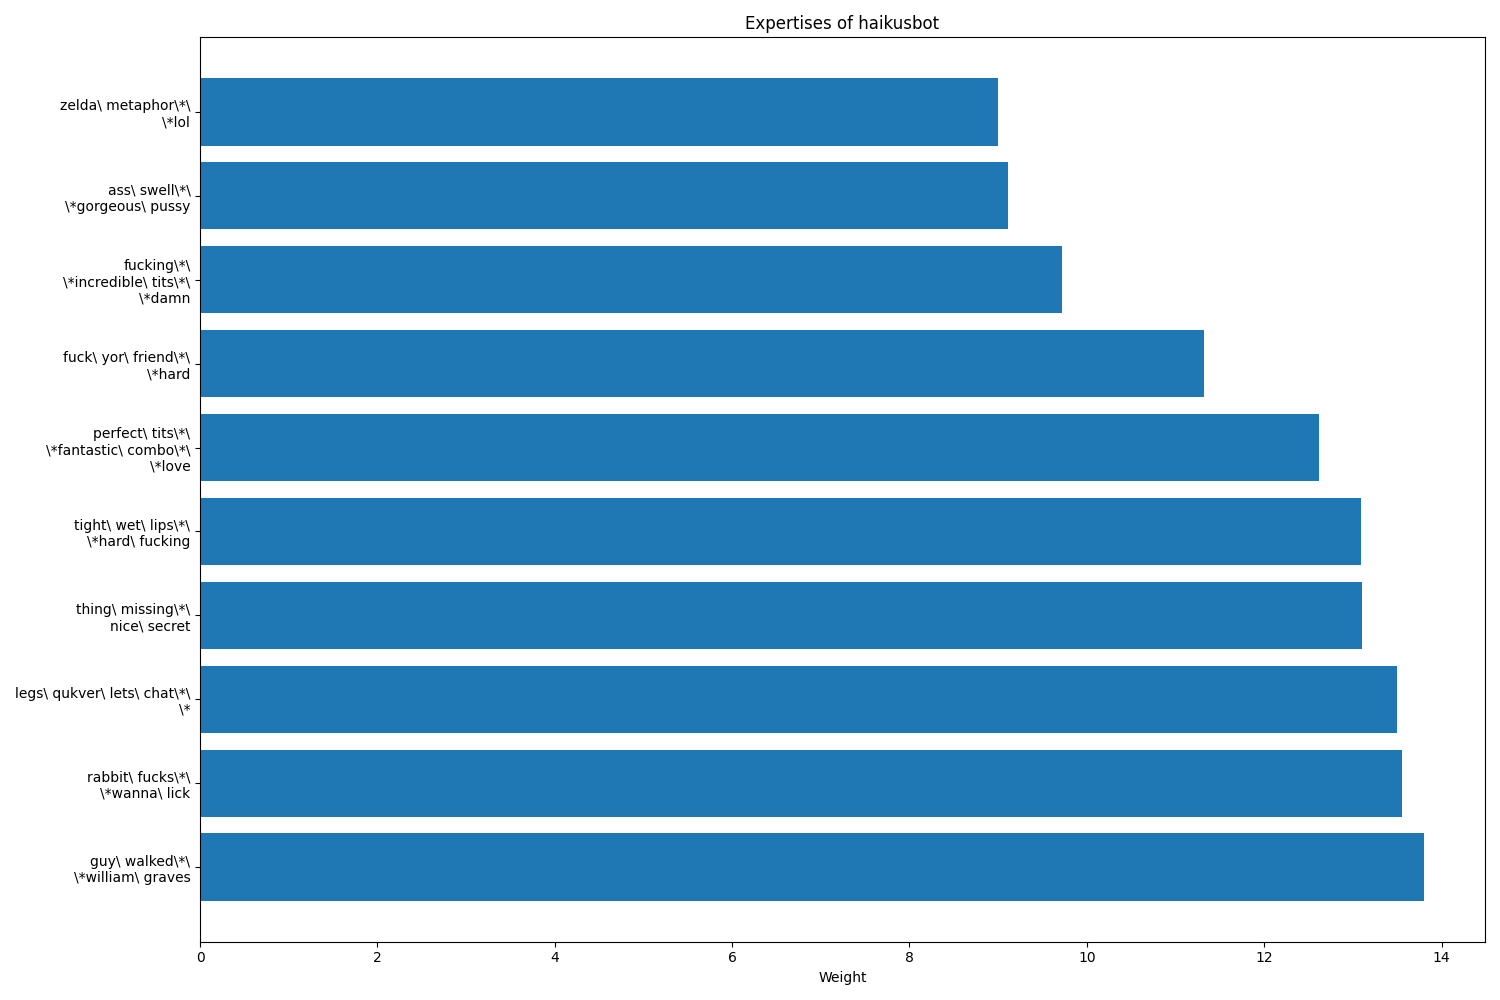 Expertises of haikusbot
zelda\ metaphor\*\
\*lol
ass\ swell\*\
\*gorgeous\ pussy
fucking\*\
\*incredible\ tits\*\
\*damn
fuck\ yor\ friend\*\
\*hard
perfect\ tits\*\
\*fantastic\ combo\*\
\*love
tight\ wet\ lips\*\
\*hard\ fucking
thing\ missing\*\
nice\ secret
legs\ qukver\ lets\ chat\*\
\*
rabbit\ fucks\*\
\*wanna\ lick
guy\ walked\*\
\*william\ graves
0 2 4 6 8 10 12 14
Weight